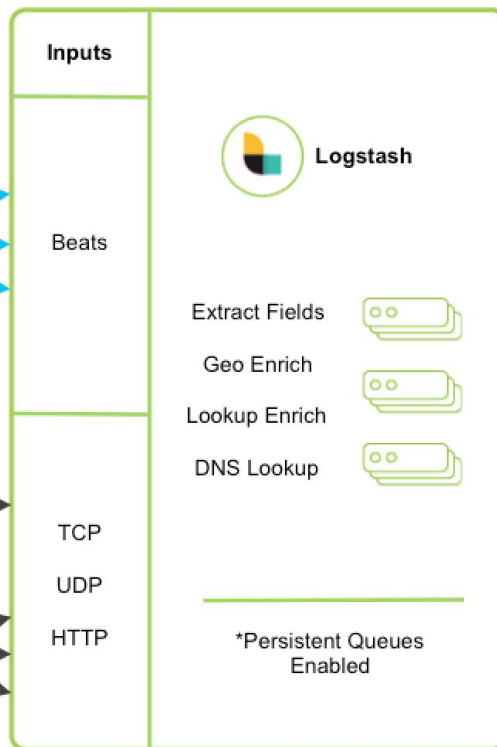 Inputs
Beats
TCP
UDP
HTTP
Logstash
Extract Fields
Geo Enrich
Lookup Enrich
DNS Lookup
*Persistent Queues
Enabled